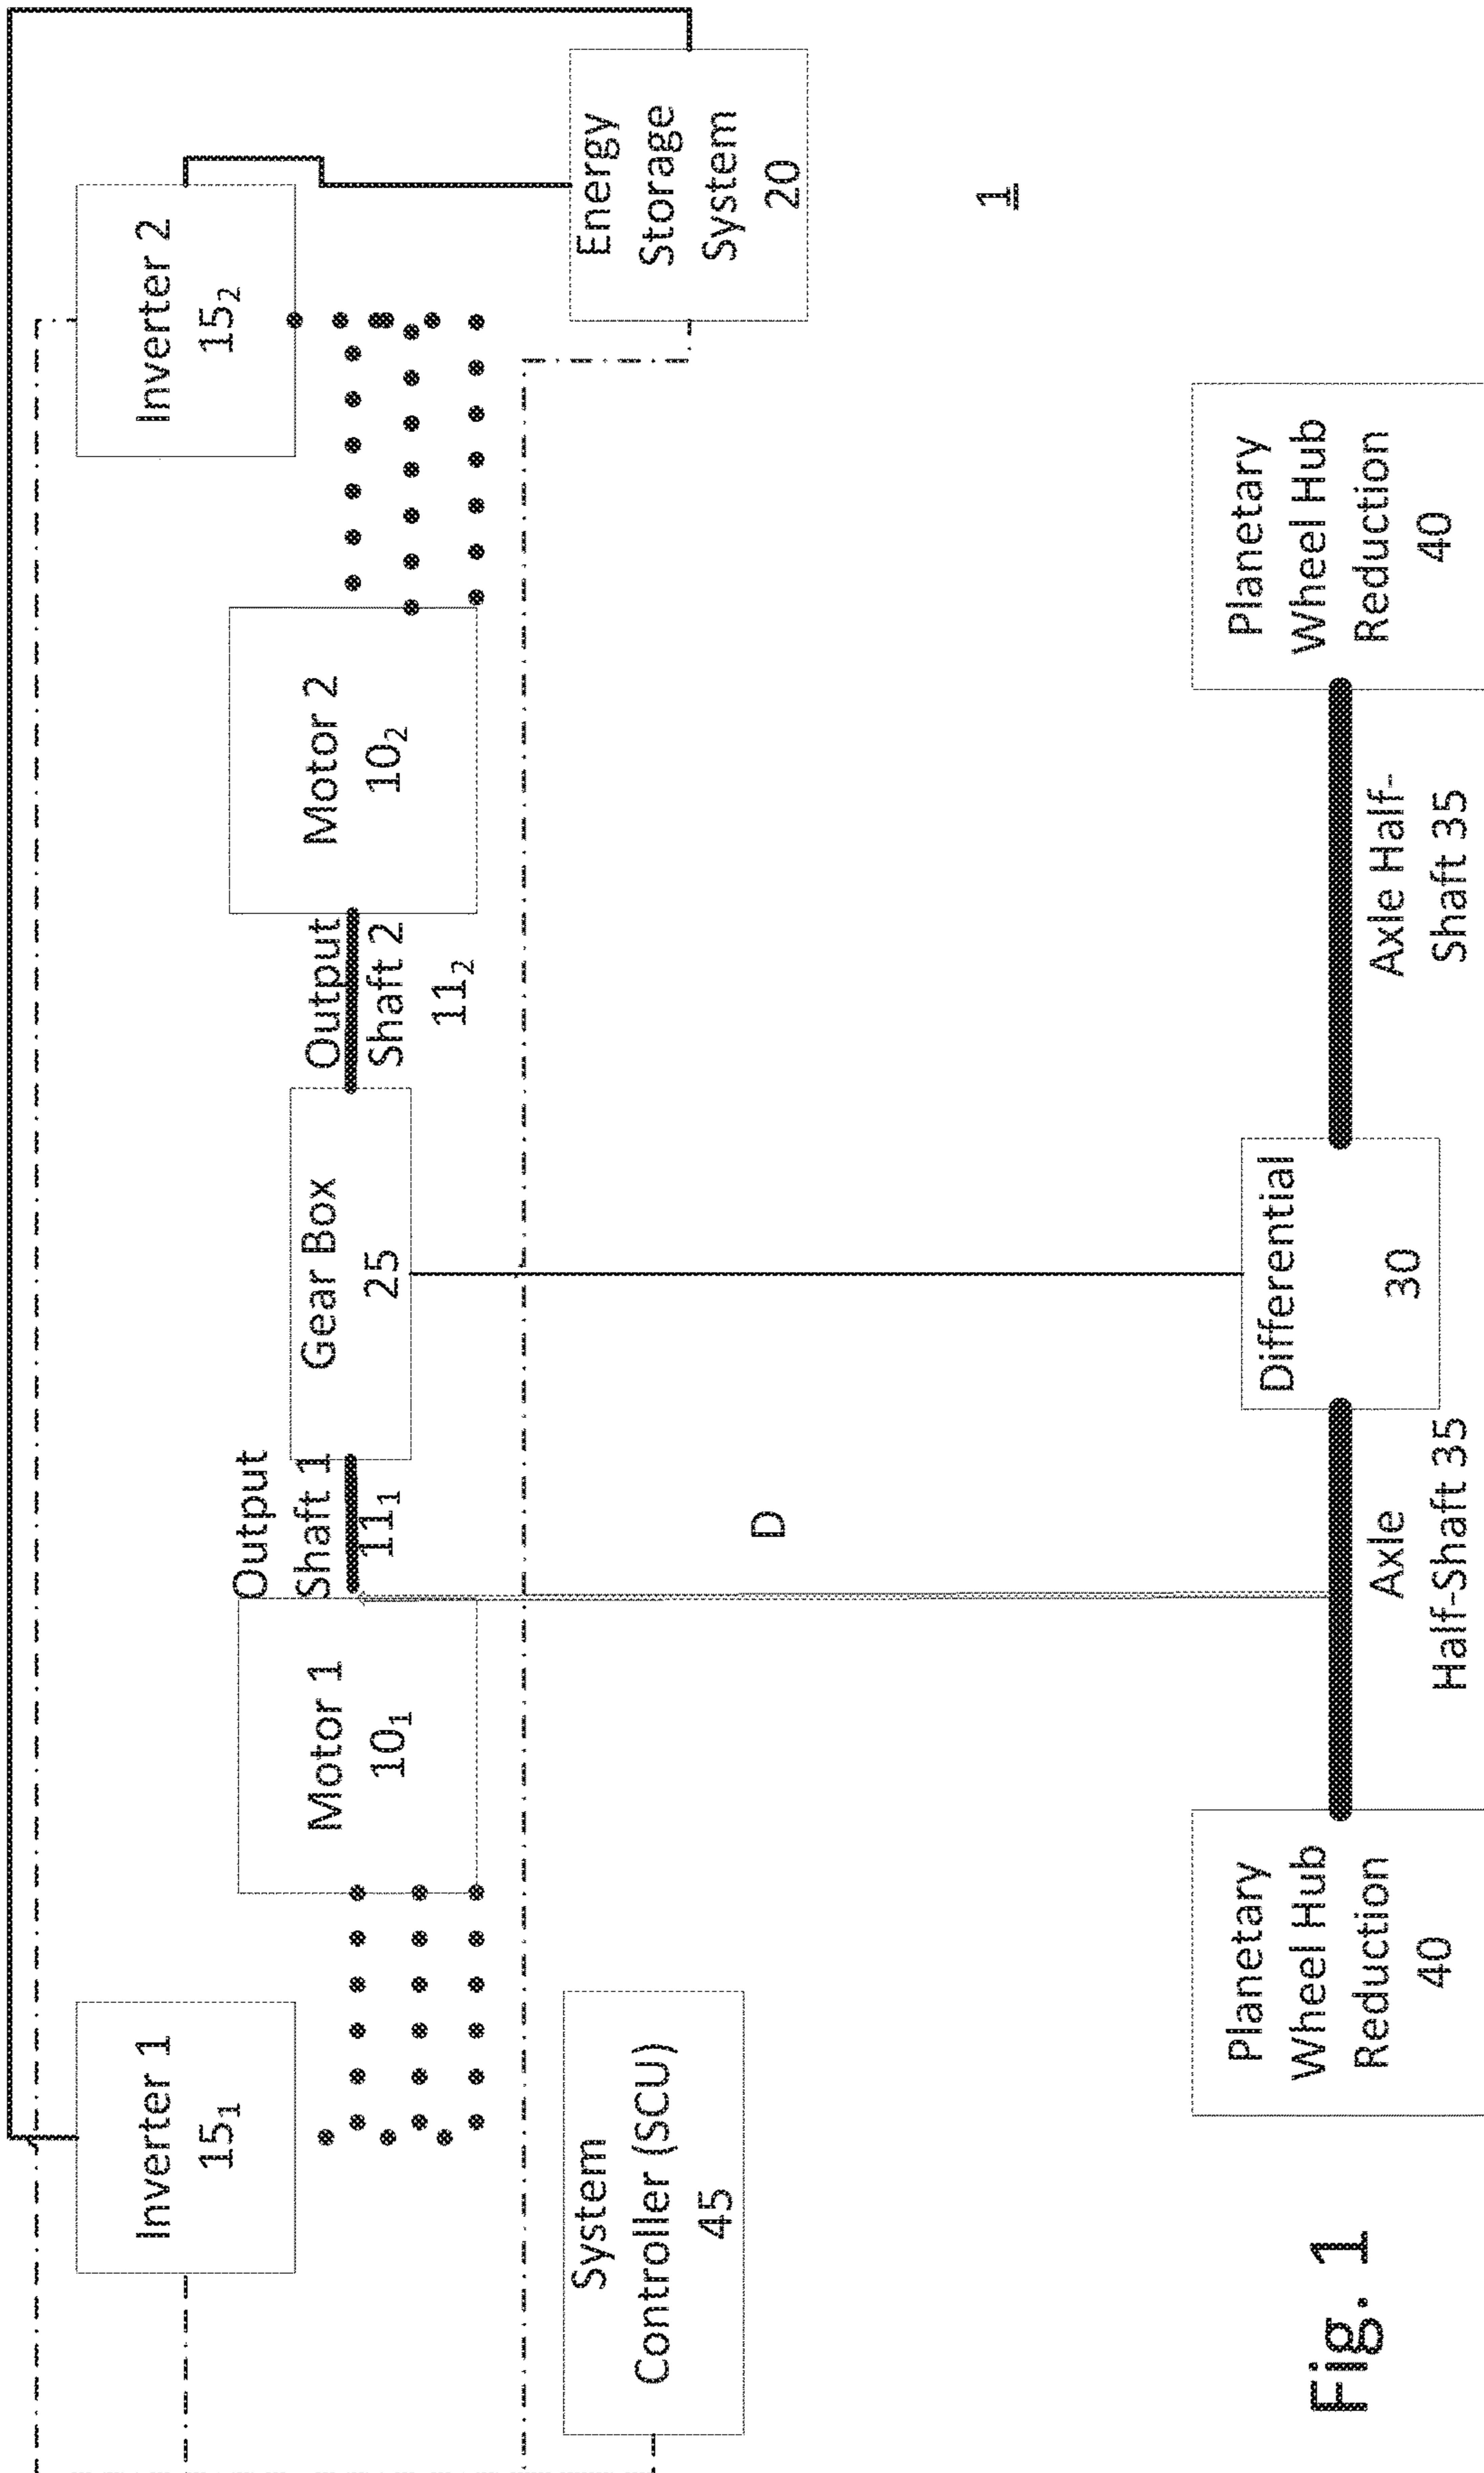 Inverter 1
15₁
Inverter 2
15₂
Motor 1
10₁
Output
Shaft 1
11₁
Gear Box
25
Output
Shaft 2
11₂
Motor 2
10₂
System
Controller (SCU)
45
Energy
Storage
System
20
D
1
Planetary
Wheel Hub
Reduction
40
Axle
Half-Shaft 35
Differential
30
Axle Half-
Shaft 35
Planetary
Wheel Hub
Reduction
40
Fig. 1